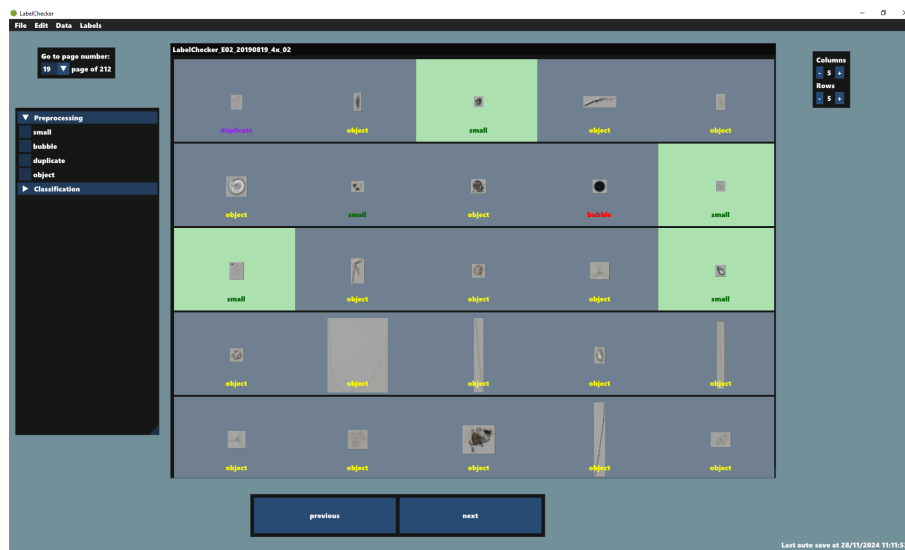 LabelChecker
File Edit Data Labels
Go to page number:
19 page of 212
LabelChecker_E02_20190819_4x_02
Columns
- 5 +
Rows
- 5 +
Preprocessing
small
bubble
duplicate
object
Classification
duplicate object small object object
object small object bubble small
small object object object small
object object object object object
object object object object object
previous next
Last auto save at 28/11/2024 11:11:5